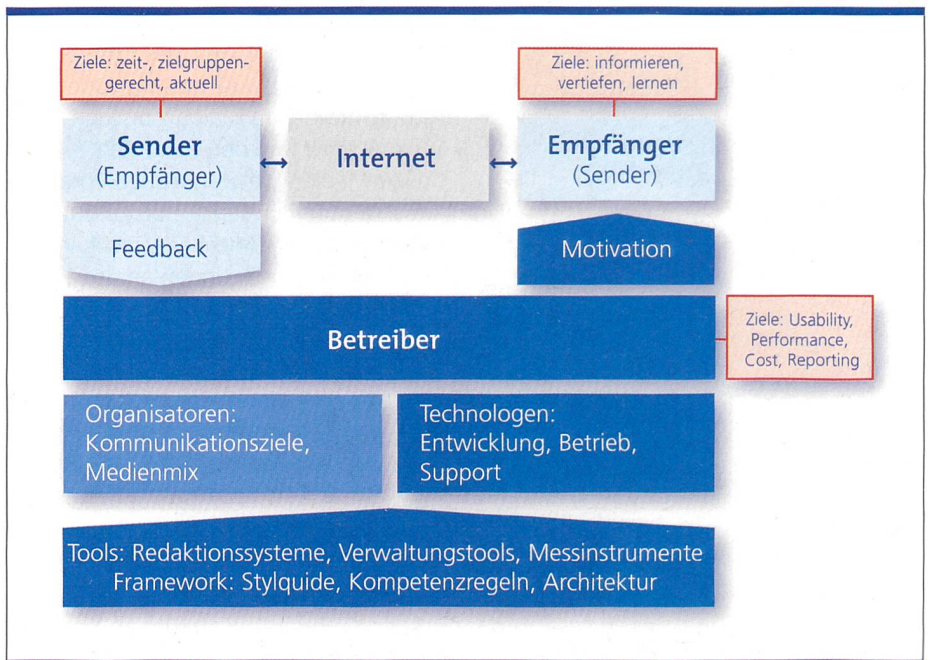 Ziele: zeit-, zielgruppen-
gerecht, aktuell
Ziele: informieren,
vertiefen, lernen
Sender
(Empfänger)
Internet
Empfänger
(Sender)
Feedback
Motivation
Betreiber
Ziele: Usability,
Performance,
Cost, Reporting
Organisatoren:
Kommunikationsziele,
Medienmix
Technologen:
Entwicklung, Betrieb,
Support
Tools: Redaktionssysteme, Verwaltungstools, Messinstrumente
Framework: Stylquide, Kompetenzregeln, Architektur